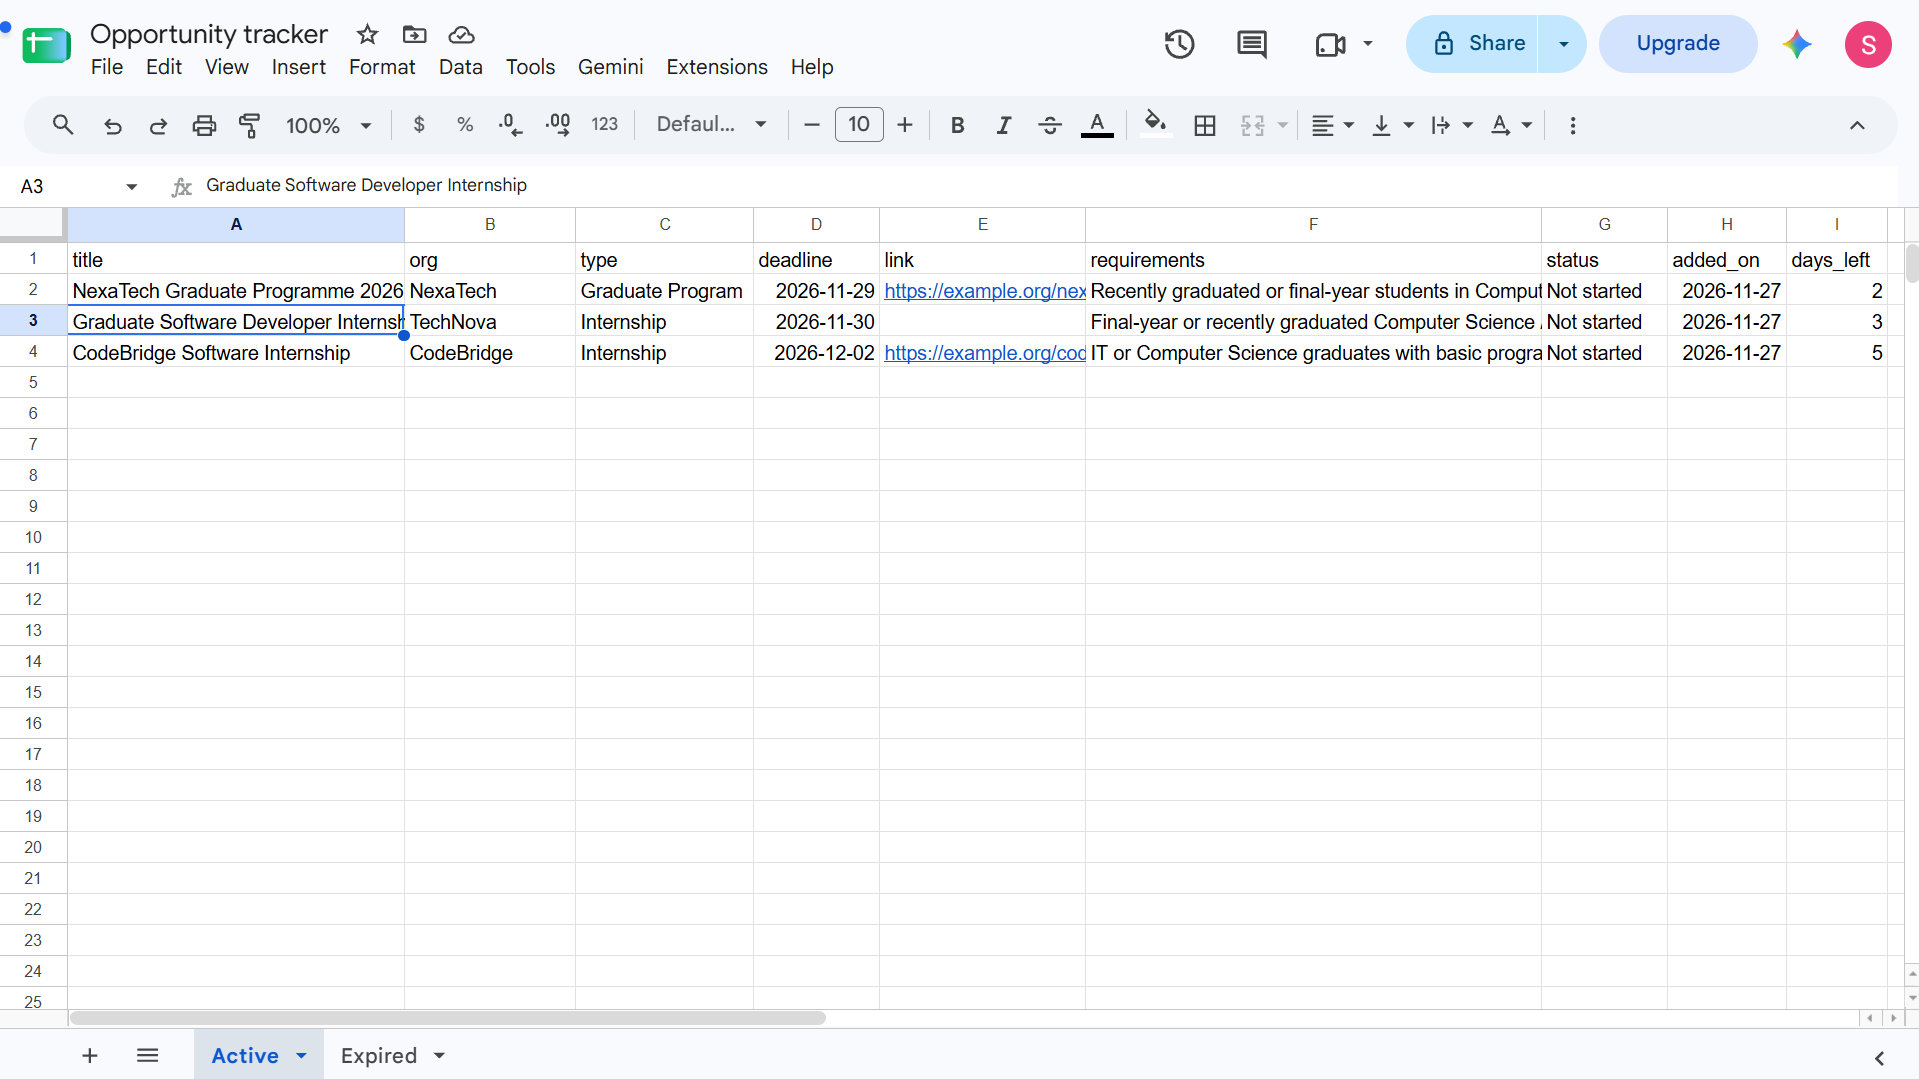 Opportunity tracker
File Edit View Insert Format Data Tools Gemini Extensions Help
Share
Upgrade
S
100% $ % .0 .00 123 Defaul... 10 B I A
A3 fx Graduate Software Developer Internship
A B C D E F G H I
1 title org type deadline link requirements status added_on days_left
2 NexaTech Graduate Programme 2026 NexaTech Graduate Program 2026-11-29 https://example.org/nex Recently graduated or final-year students in Comput Not started 2026-11-27 2
3 Graduate Software Developer Internsh TechNova Internship 2026-11-30 Final-year or recently graduated Computer Science Not started 2026-11-27 3
4 CodeBridge Software Internship CodeBridge Internship 2026-12-02 https://example.org/cod IT or Computer Science graduates with basic progra Not started 2026-11-27 5
5
6
7
8
9
10
11
12
13
14
15
16
17
18
19
20
21
22
23
24
25
Active Expired